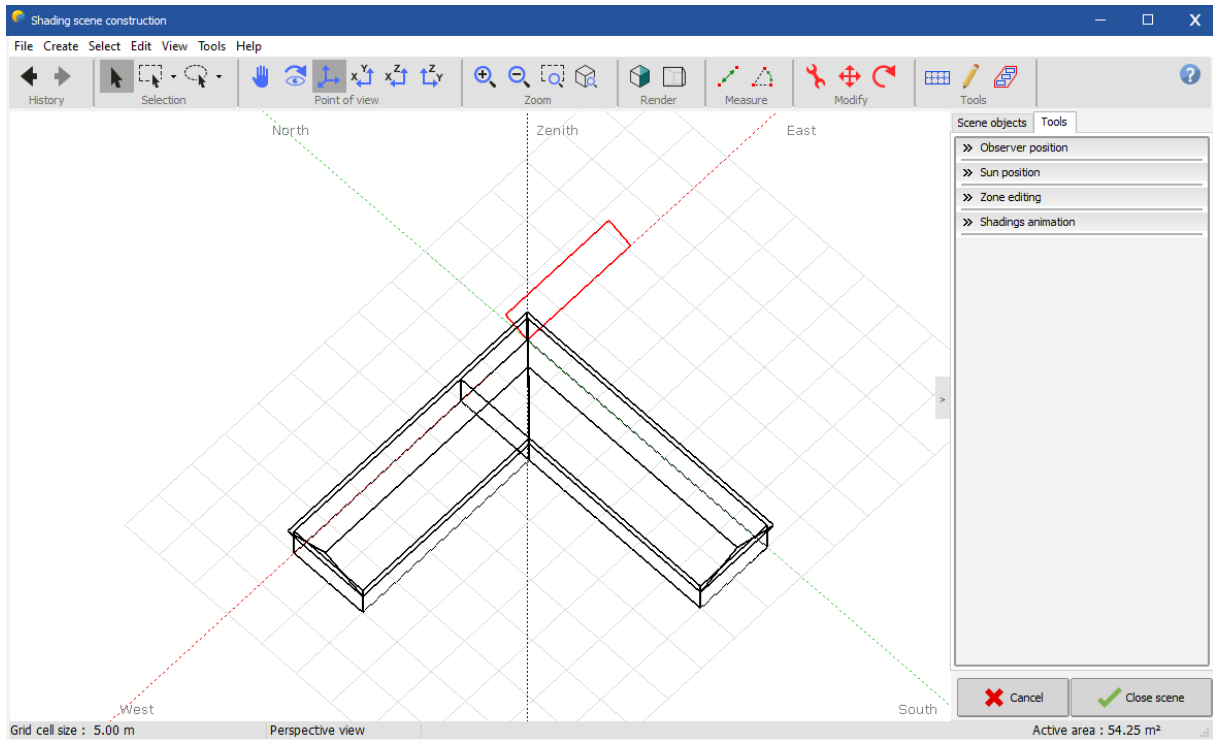 Shading scene construction
File Create Select Edit View Tools Help
History Selection Point of view Zoom Render Measure Modify Tools
Scene objects Tools
North Zenith East
Observer position
Sun position
Zone editing
Shadings animation
West South
Cancel Close scene
Grid cell size : 5.00 m Perspective view Active area : 54.25 m²